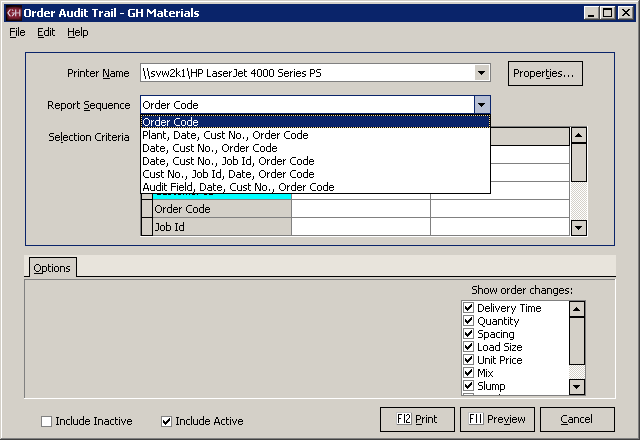 GH Order Audit Trail - GH Materials
File Edit Help
Printer Name \\svw2k1\HP LaserJet 4000 Series PS Properties...
Report Sequence Order Code
Order Code
Selection Criteria Plant, Date, Cust No., Order Code
Date, Cust No., Order Code
Date, Cust No., Job Id, Order Code
Cust No., Job Id, Date, Order Code
Audit Field, Date, Cust No., Order Code
Order Code
Job Id
Options
Show order changes:
Delivery Time
Quantity
Spacing
Load Size
Unit Price
Mix
Slump
Include Inactive Include Active F12 Print F11 Preview Cancel